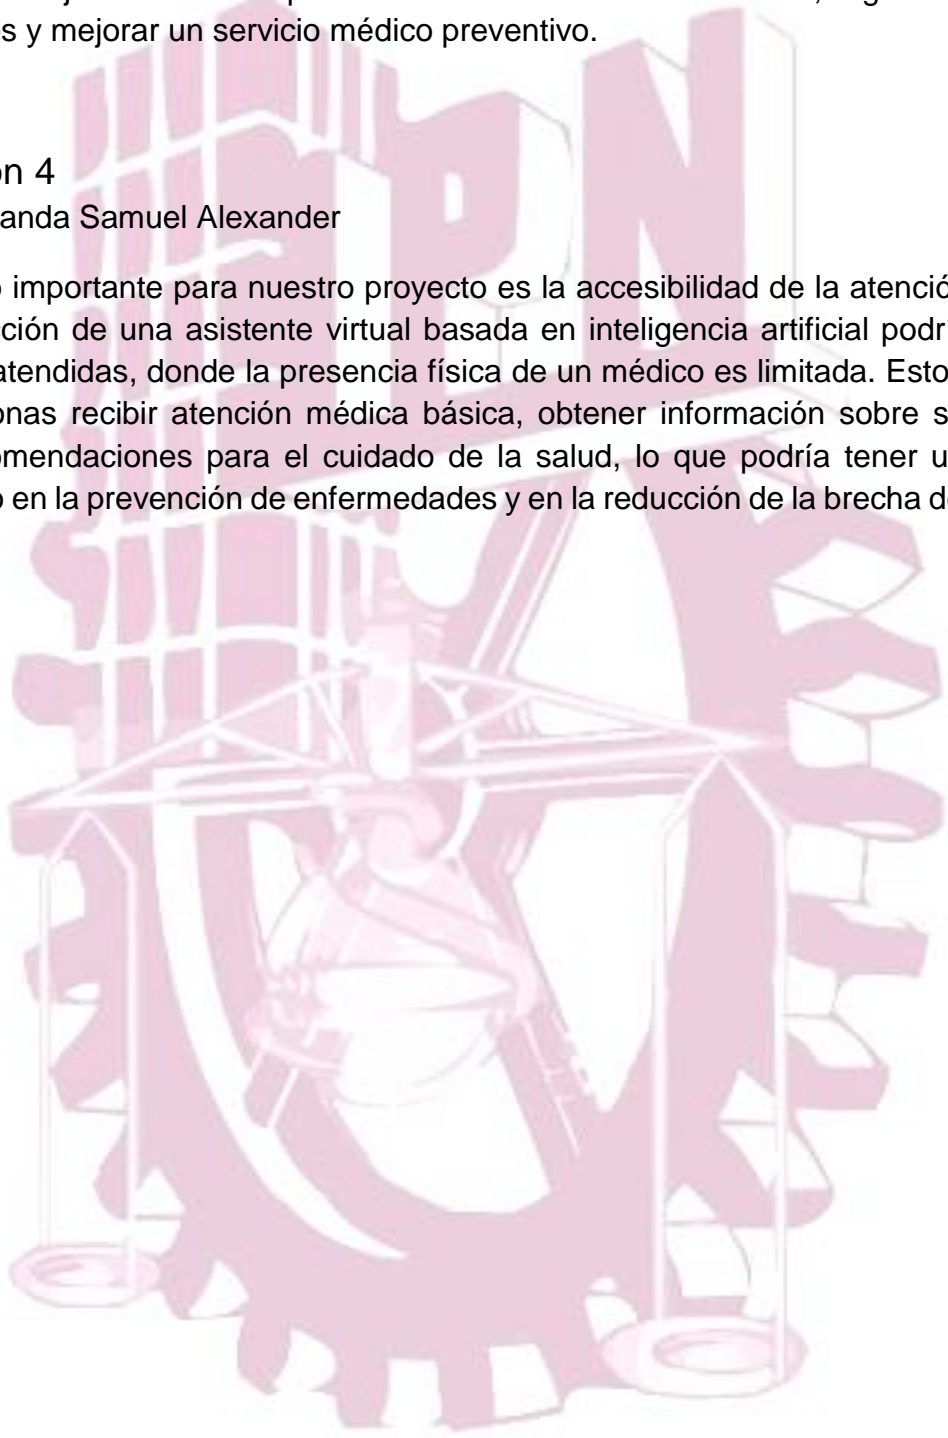 s y mejorar un servicio médico preventivo.
IPN
ón 4
anda Samuel Alexander
o importante para nuestro proyecto es la accesibilidad de la atenció
cción de una asistente virtual basada en inteligencia artificial podr
atendidas, donde la presencia física de un médico es limitada. Esto
onas recibir atención médica básica, obtener información sobre s
omendaciones para el cuidado de la salud, lo que podría tener u
o en la prevención de enfermedades y en la reducción de la brecha d